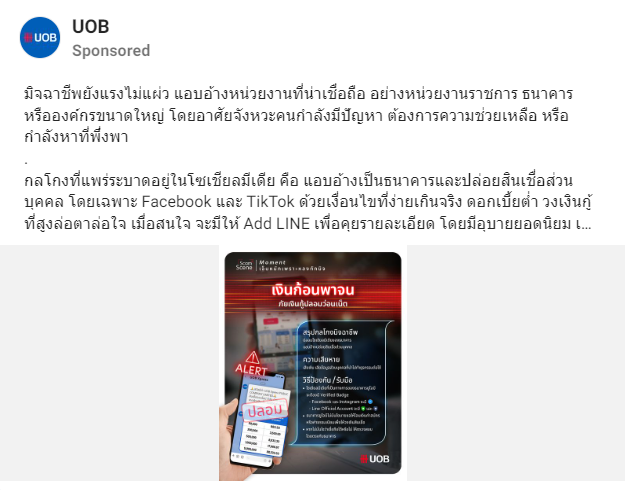 UOB
UOB
Sponsored
มิจฉาชีพยังแรงไม่แผ่ว แอบอ้างหน่วยงานที่น่าเชื่อถือ อย่างหน่วยงานราชการ ธนาคาร
หรือองค์กรขนาดใหญ่ โดยอาศัยจังหวะคนกำลังมีปัญหา ต้องการความช่วยเหลือ หรือ
กำลังหาที่พึ่งพา
.
กลโกงที่แพร่ระบาดอยู่ในโซเชียลมีเดีย คือ แอบอ้างเป็นธนาคารและปล่อยสินเชื่อส่วน
บุคคล โดยเฉพาะ Facebook และ TikTok ด้วยเงื่อนไขที่ง่ายเกินจริง ดอกเบี้ยต่ำ วงเงินกู้
ที่สูงล่อตาล่อใจ เมื่อสนใจ จะมีให้ Add LINE เพื่อคุยรายละเอียด โดยมีอุบายยอดนิยม เ...
Scam Scene
Moment
เงินก้อนพาจน
ภัยเงินกู้ปลอมว่อนเน็ต
สรุปกลโกงมิจฉาชีพ
ความเสียหาย
วิธีป้องกัน / รับมือ
ALERT
ปลอม
UOB